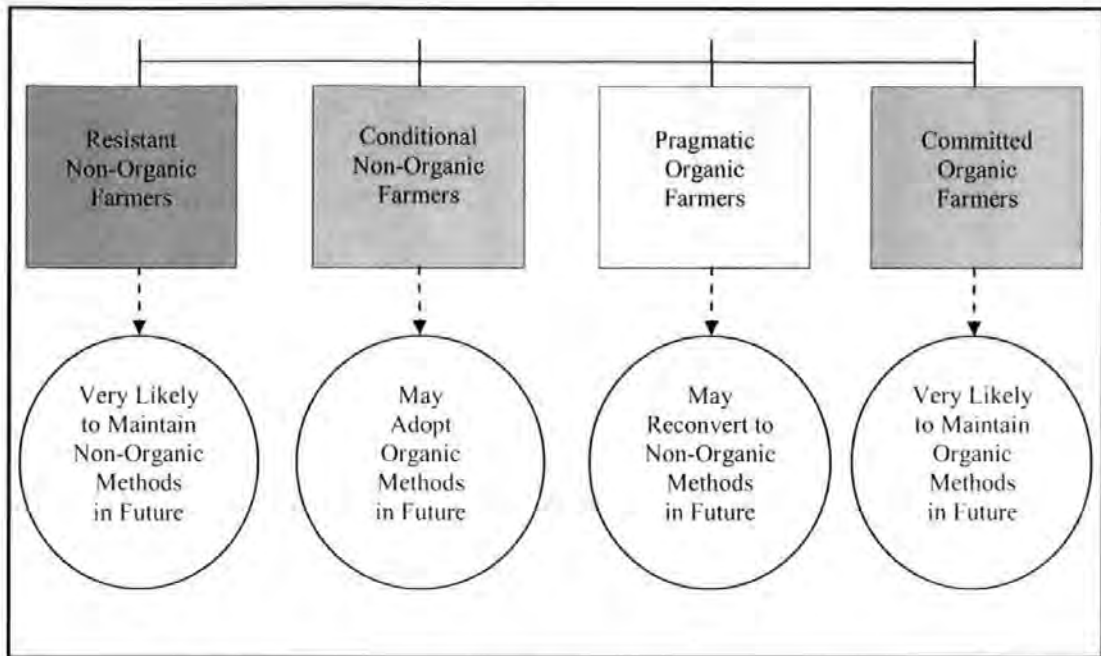 Resistant
Non-Organic
Farmers
Conditional
Non-Organic
Farmers
Pragmatic
Organic
Farmers
Committed
Organic
Farmers
Very Likely
to Maintain
Non-Organic
Methods
in Future
May
Adopt
Organic
Methods
in Future
May
Reconvert to
Non-Organic
Methods
in Future
Very Likely
to Maintain
Organic
Methods
in Future